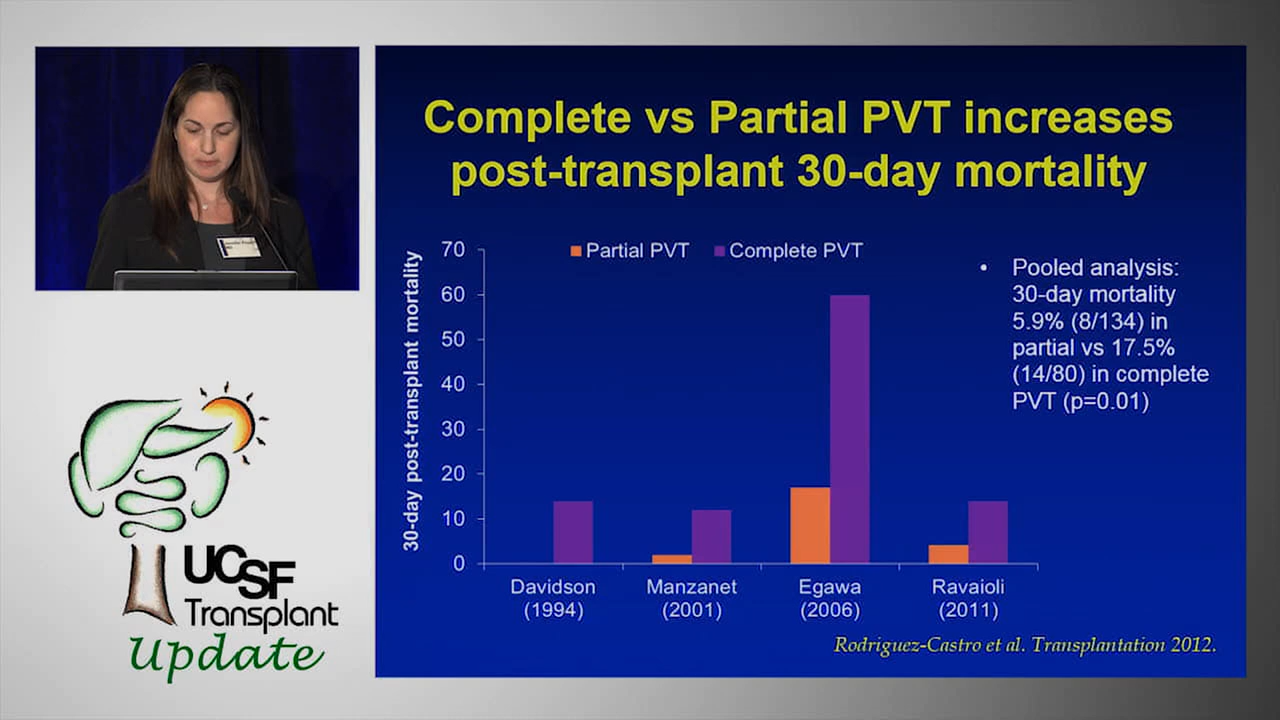 Complete vs Partial PVT increases
post-transplant 30-day mortality
Partial PVT
Complete PVT
30-day post-transplant mortality
70
60
50
40
30
20
10
0
Davidson
(1994)
Manzanet
(2001)
Egawa
(2006)
Ravaioli
(2011)
• Pooled analysis:
30-day mortality
5.9% (8/134) in
partial vs 17.5%
(14/80) in complete
PVT (p=0.01)
Rodriguez-Castro et al. Transplantation 2012.
UCSF
Transplant
Update